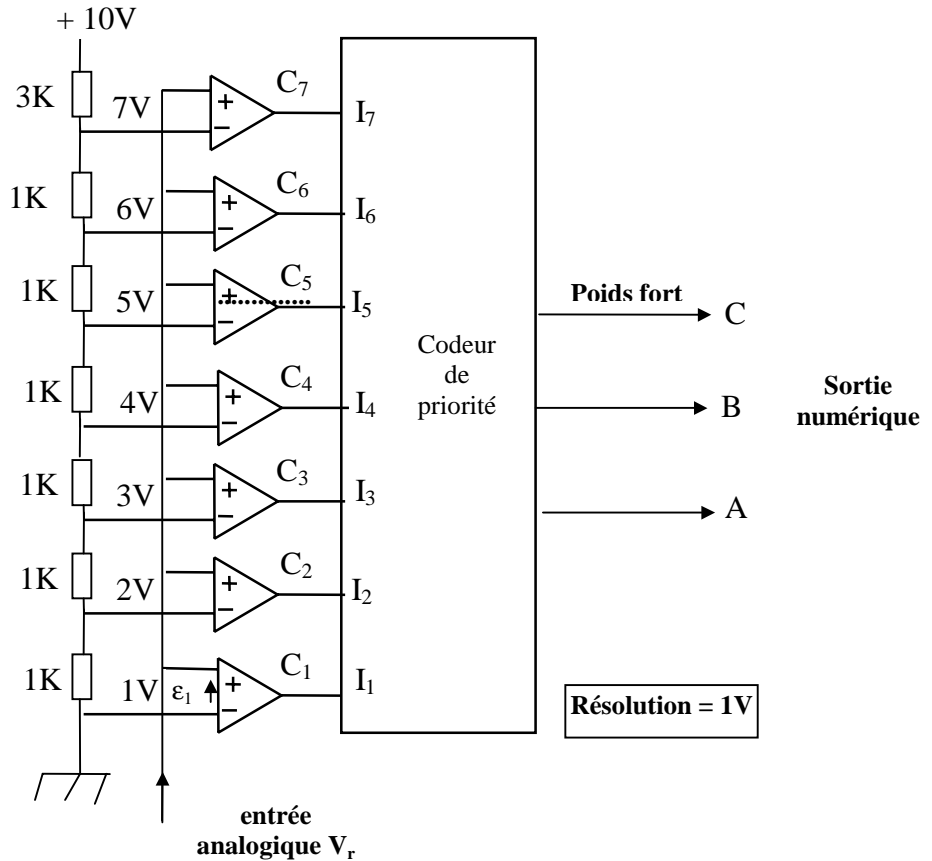 + 10V
3K 7V + − C₇ I₇
1K 6V + − C₆ I₆
1K 5V + − C₅ I₅
Poids fort C
1K 4V + − C₄ I₄
Codeur
de
priorité
B
Sortie
numérique
1K 3V + − C₃ I₃
A
1K 2V + − C₂ I₂
1K 1V ε₁ + − C₁ I₁
Résolution = 1V
entrée
analogique Vᵣ